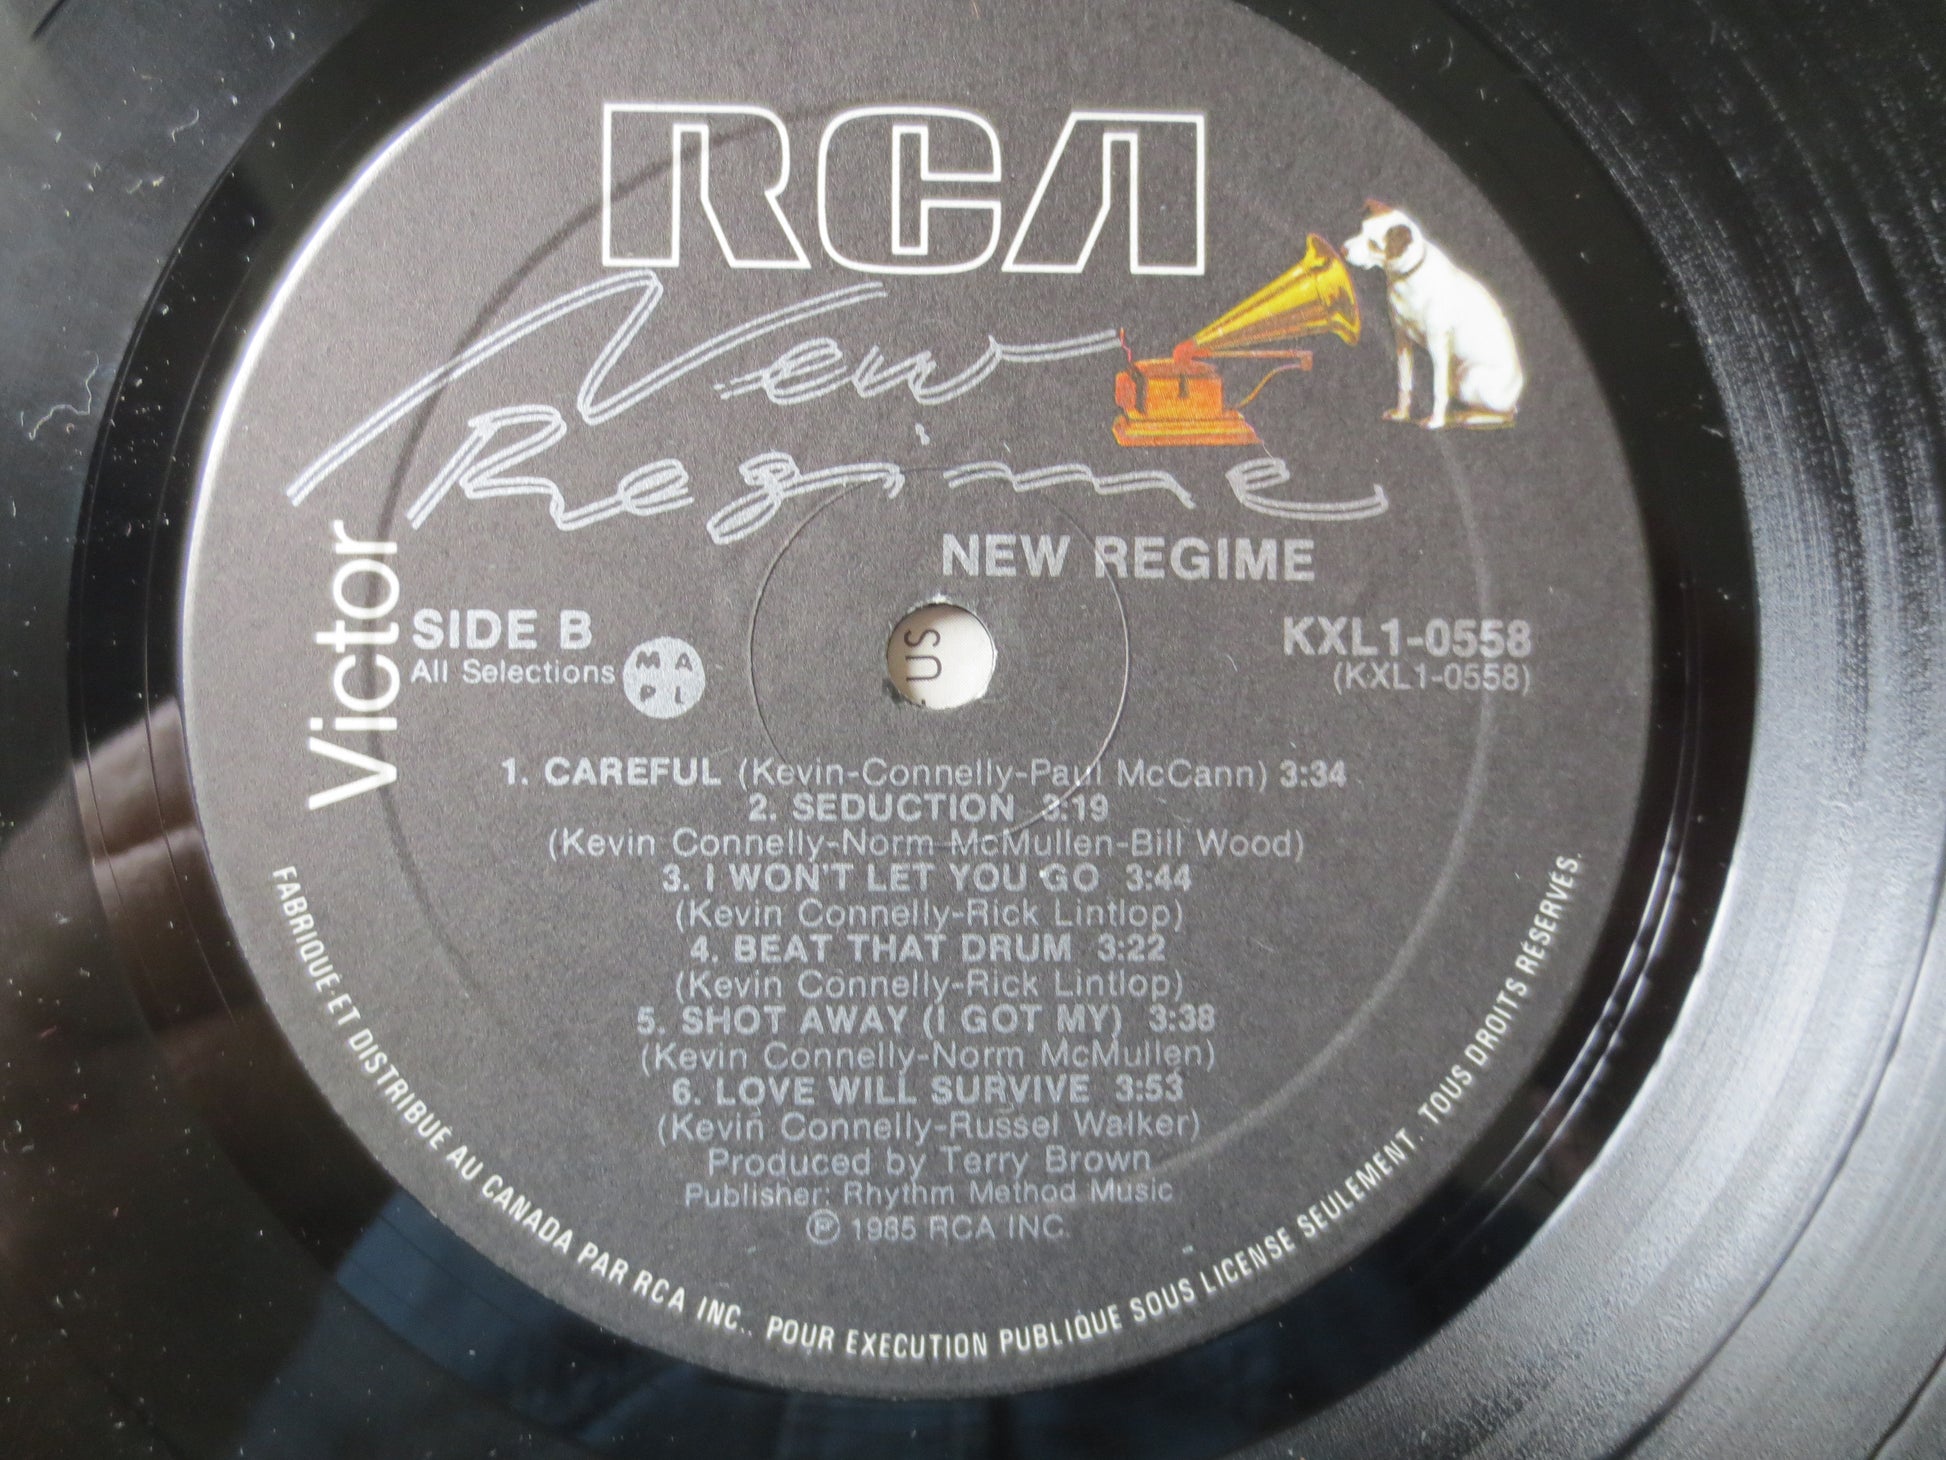 RCA
New
Regime
NEW REGIME
Victor
SIDE B
All Selections
MAPL
KXL1-0558
(KXL1-0558)
US
1. CAREFUL (Kevin-Connelly-Paul McCann) 3:34
2. SEDUCTION 3:19
(Kevin Connelly-Norm McMullen-Bill Wood)
3. I WON'T LET YOU GO 3:44
(Kevin Connelly-Rick Lintlop)
4. BEAT THAT DRUM 3:22
(Kevin Connelly-Rick Lintlop)
5. SHOT AWAY (I GOT MY) 3:38
(Kevin Connelly-Norm McMullen)
6. LOVE WILL SURVIVE 3:53
(Kevin Connelly-Russel Walker)
Produced by Terry Brown
Publisher: Rhythm Method Music
℗ 1985 RCA INC.
FABRIQUE ET DISTRIBUÉ AU CANADA PAR RCA INC.. POUR EXECUTION PUBLIQUE SOUS LICENSE SEULEMENT. TOUS DROITS RÉSERVÉS.